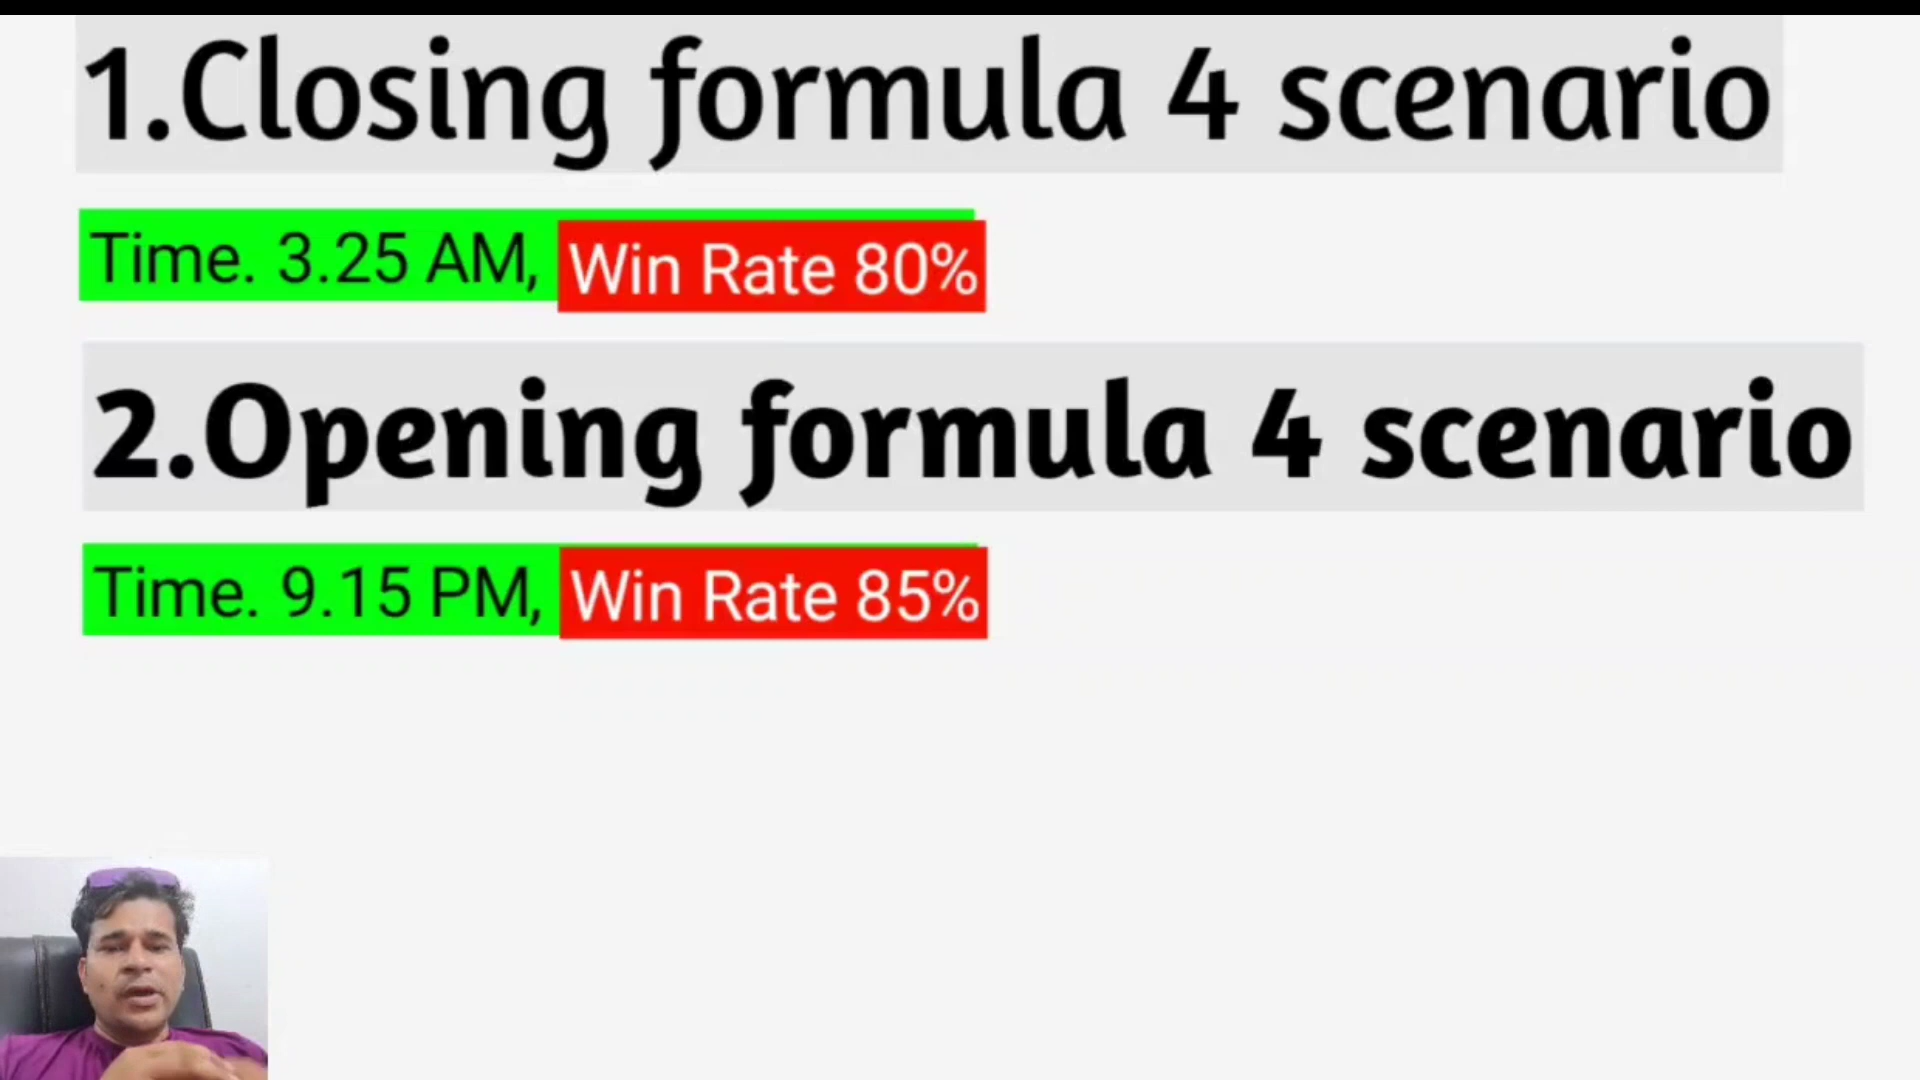 1.Closing formula 4 scenario
Time. 3.25 AM, Win Rate 80%
2.Opening formula 4 scenario
Time. 9.15 PM, Win Rate 85%